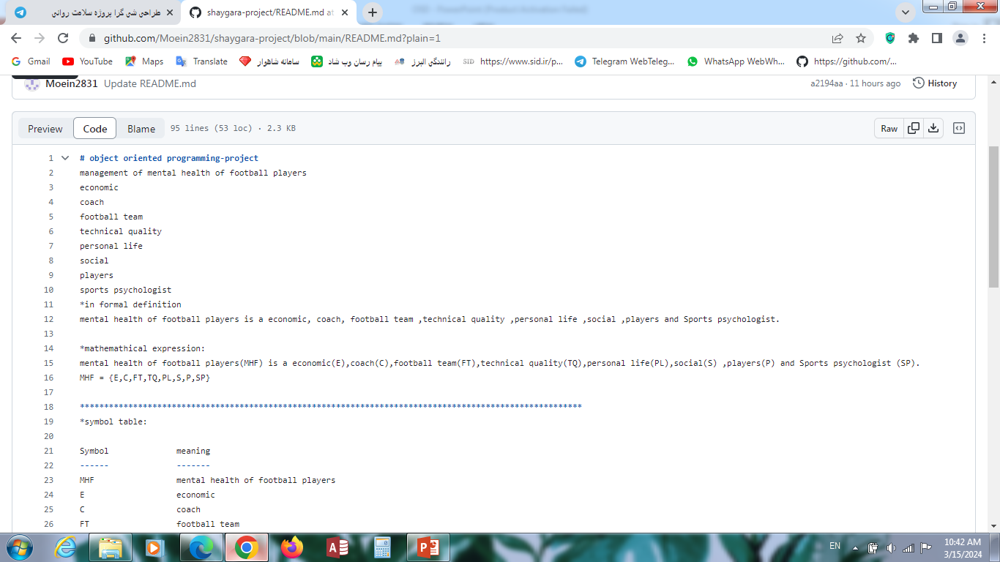 طراحی شی گرا پروژه سلامت روانی
shaygara-project/README.md at
github.com/Moein2831/shaygara-project/blob/main/README.md?plain=1
Gmail YouTube Maps Translate سامانه شاهوار پیام رسان وب شاد رانندگی البرز SID https://www.sid.ir/p... Telegram WebTeleg... WhatsApp WebWh... https://github.com/...
Moein2831 Update README.md a2194aa · 11 hours ago History
Preview Code Blame 95 lines (53 loc) · 2.3 KB Raw
1 # object oriented programming-project
2 management of mental health of football players
3 economic
4 coach
5 football team
6 technical quality
7 personal life
8 social
9 players
10 sports psychologist
11 *in formal definition
12 mental health of football players is a economic, coach, football team ,technical quality ,personal life ,social ,players and Sports psychologist.
13
14 *mathemathical expression:
15 mental health of football players(MHF) is a economic(E),coach(C),football team(FT),technical quality(TQ),personal life(PL),social(S) ,players(P) and Sports psychologist (SP).
16 MHF = {E,C,FT,TQ,PL,S,P,SP}
17
18 ********************************************************************************************************
19 *symbol table:
20
21 Symbol meaning
22 ------ -------
23 MHF mental health of football players
24 E economic
25 C coach
26 FT football team
EN 10:42 AM
3/15/2024